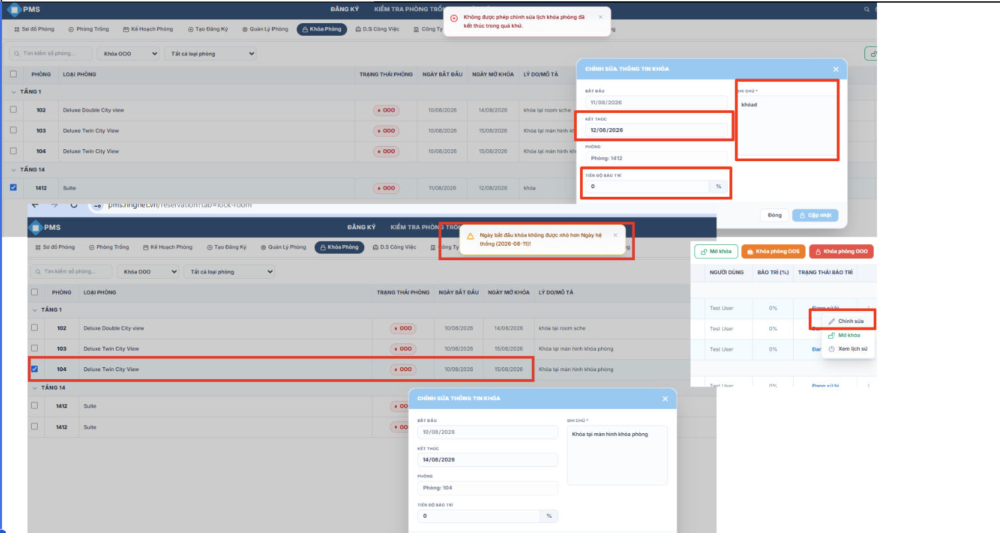 PMS
ĐĂNG KÝ KIỂM TRA PHÒNG TRỐN
Không được phép chỉnh sửa lịch khóa phòng đã
kết thúc trong quá khứ.
Sơ đồ Phòng Phòng Trống Kế Hoạch Phòng Tạo Đăng Ký Quản Lý Phòng Khóa Phòng D.S Công Việc Công Ty
Tìm kiếm số phòng... Khóa OOO Tất cả loại phòng
PHÒNG LOẠI PHÒNG TRẠNG THÁI PHÒNG NGÀY BẮT ĐẦU NGÀY MỞ KHÓA LÝ DO/MÔ TẢ
TẦNG 1
102 Deluxe Double City view OOO 10/08/2026 14/08/2026 khóa tại room sche
103 Deluxe Twin City View OOO 10/08/2026 15/08/2026 Khóa tại màn hình kh
104 Deluxe Twin City View OOO 10/08/2026 15/08/2026 Khóa tại màn hình kh
TẦNG 14
1412 Suite OOO 11/08/2026 12/08/2026 khóa
CHỈNH SỬA THÔNG TIN KHÓA
BẮT ĐẦU
11/08/2026
KẾT THÚC
12/08/2026
PHÒNG
Phòng: 1412
TIẾN ĐỘ BẢO TRÌ
0 %
GHI CHÚ *
khóad
Đóng Cập nhật
pms.ringnet.vn/reservation?tab=lock-room
PMS
ĐĂNG KÝ KIỂM TRA PHÒNG TRỐN
Ngày bắt đầu khóa không được nhỏ hơn Ngày hệ
thống (2026-08-11)!
Sơ đồ Phòng Phòng Trống Kế Hoạch Phòng Tạo Đăng Ký Quản Lý Phòng Khóa Phòng D.S Công Việc Công Ty
Tìm kiếm số phòng... Khóa OOO Tất cả loại phòng
PHÒNG LOẠI PHÒNG TRẠNG THÁI PHÒNG NGÀY BẮT ĐẦU NGÀY MỞ KHÓA LÝ DO/MÔ TẢ
TẦNG 1
102 Deluxe Double City view OOO 10/08/2026 14/08/2026 khóa tại room sche
103 Deluxe Twin City View OOO 10/08/2026 15/08/2026 Khóa tại màn hình khóa phòng
104 Deluxe Twin City View OOO 10/08/2026 15/08/2026 Khóa tại màn hình khóa phòng
TẦNG 14
1412 Suite OO
1412 Suite OO
CHỈNH SỬA THÔNG TIN KHÓA
BẮT ĐẦU
10/08/2026
KẾT THÚC
14/08/2026
PHÒNG
Phòng: 104
TIẾN ĐỘ BẢO TRÌ
0 %
GHI CHÚ *
Khóa tại màn hình khóa phòng
Mở khóa Khóa phòng OOS Khóa phòng OOO
NGƯỜI DÙNG BẢO TRÌ (%) TRẠNG THÁI BẢO TRÌ
Test User 0% Đang xử lý
Test User 0%
Test User 0% Đan
Test User 0% Đang xử lý
Chỉnh sửa
Mở khóa
Xem lịch sử